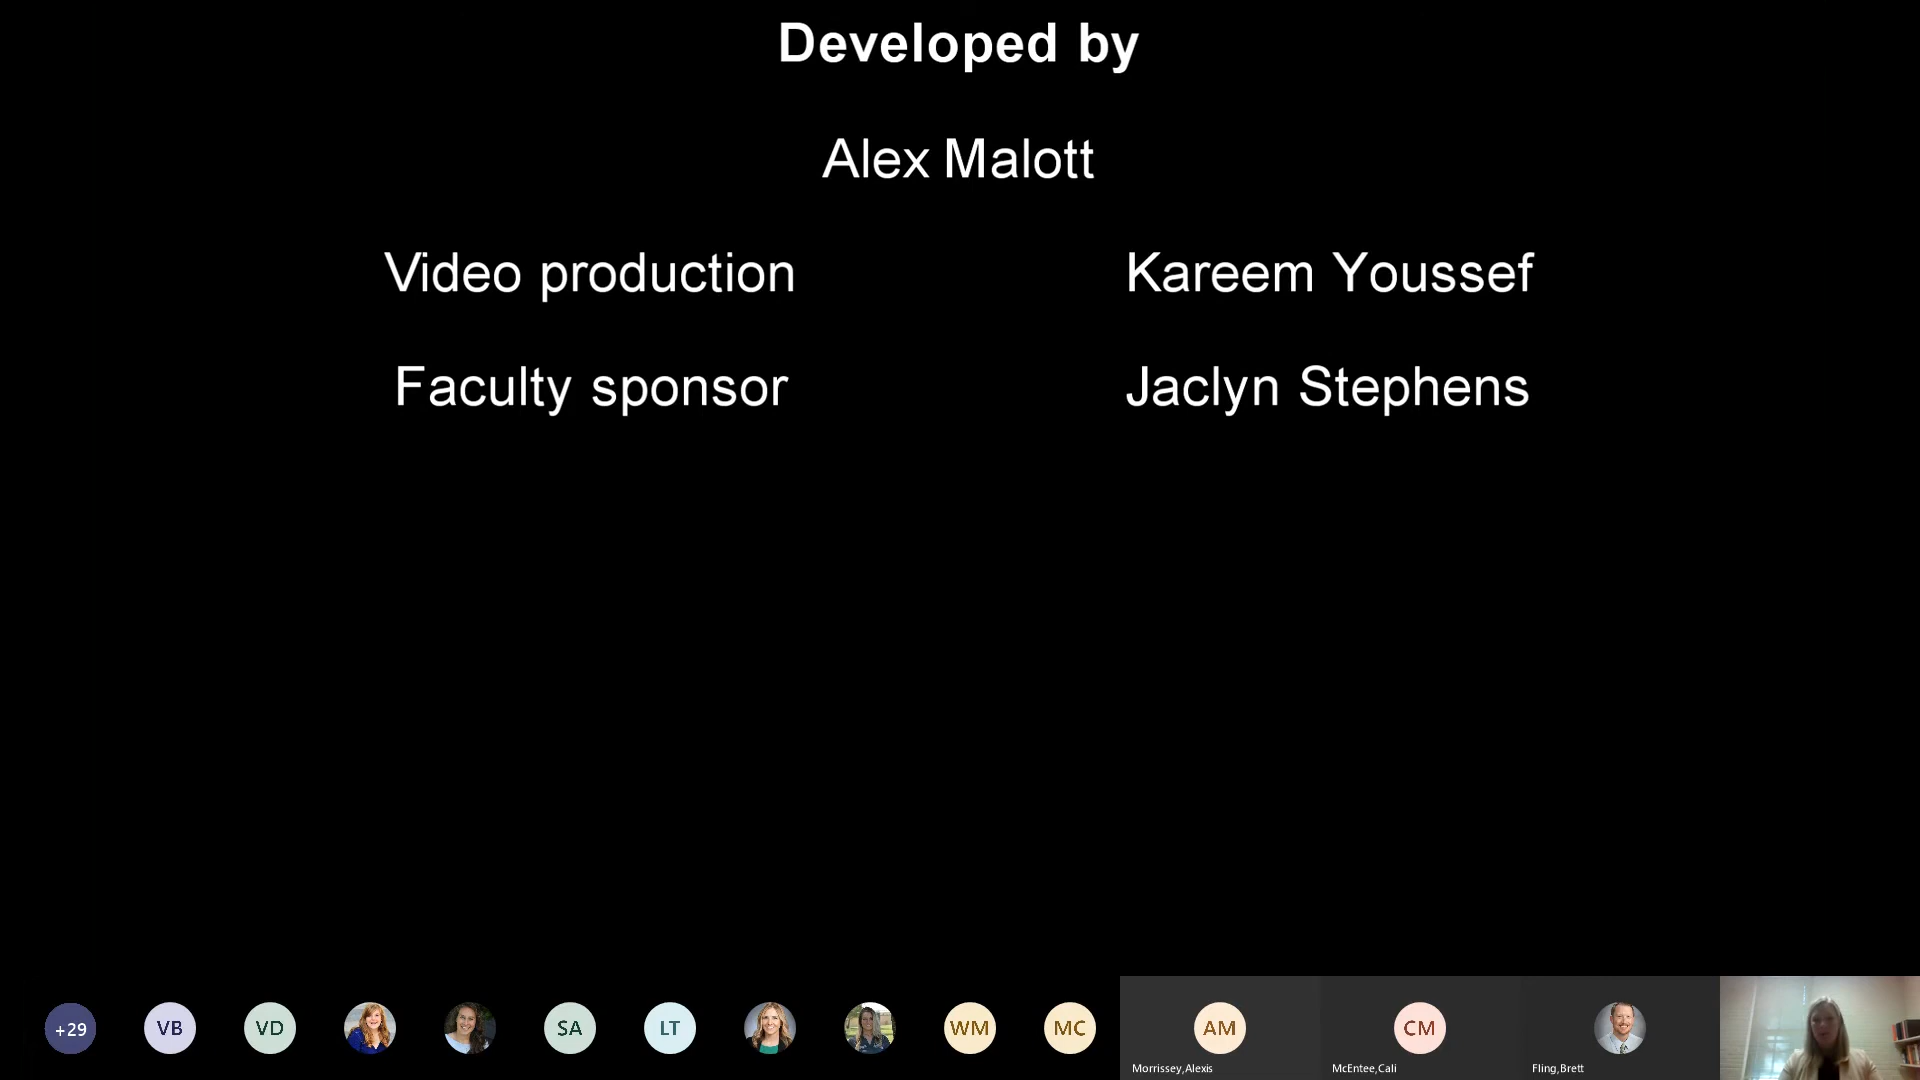 Developed by
Alex Malott
Video production Kareem Youssef
Faculty sponsor Jaclyn Stephens
+29 VB VD SA LT WM MC AM CM
Morrissey, Alexis McEntee, Cali Fling, Brett